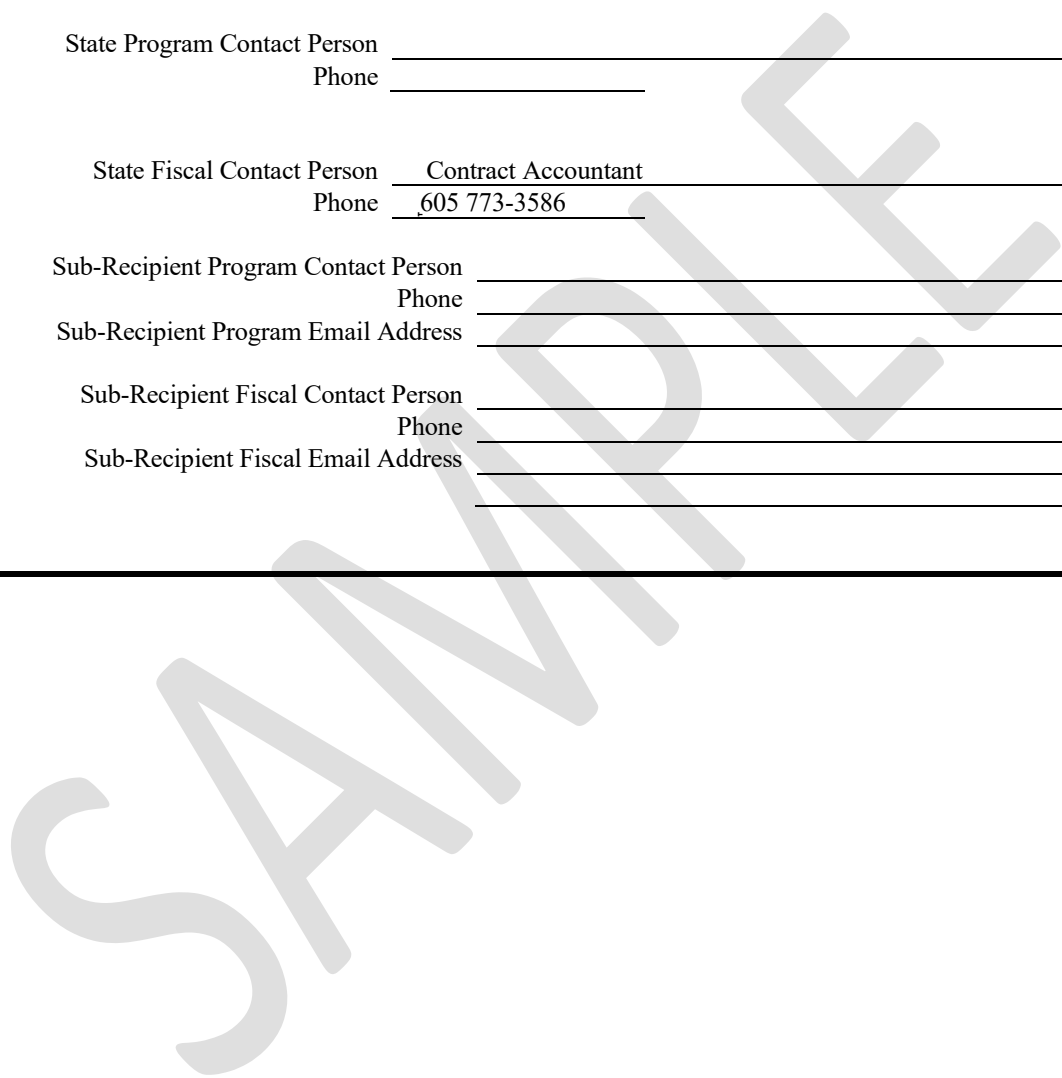 State Program Contact Person
Phone
State Fiscal Contact Person Contract Accountant
Phone 605 773-3586
Sub-Recipient Program Contact Person
Phone
Sub-Recipient Program Email Address
Sub-Recipient Fiscal Contact Person
Phone
Sub-Recipient Fiscal Email Address
SAMPLE